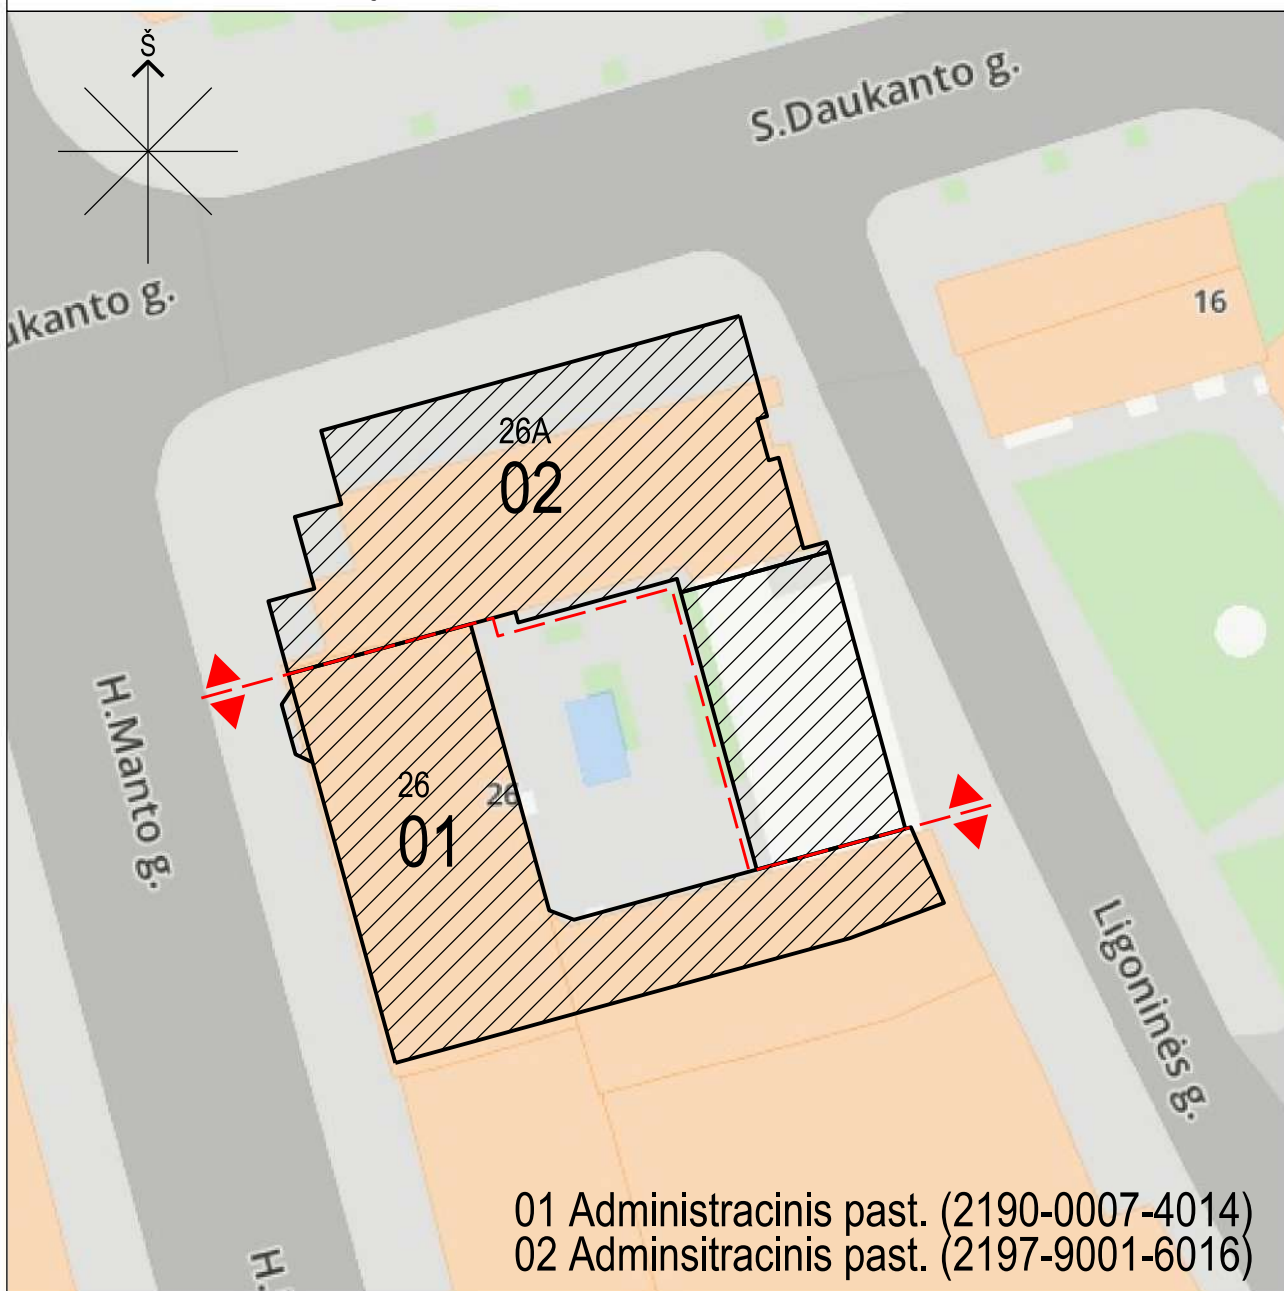 Š
S.Daukanto g.
ukanto g.
16
26A
02
H.Manto g.
26
26
01
Ligoninės g.
H.
01 Administracinis past. (2190-0007-4014)
02 Adminsitracinis past. (2197-9001-6016)